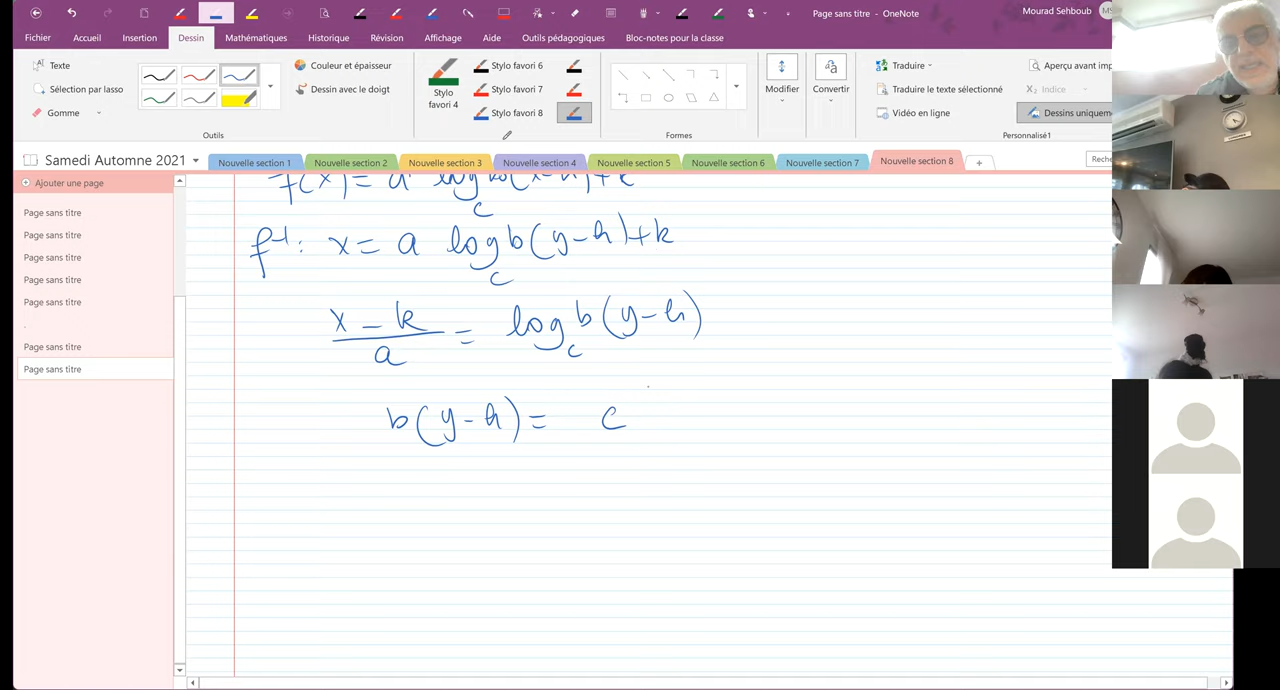 Page sans titre - OneNote
Mourad Sehboub
MS
Fichier Accueil Insertion Dessin Mathématiques Historique Révision Affichage Aide Outils pédagogiques Bloc-notes pour la classe
Texte
Sélection par lasso
Gomme
Outils
Couleur et épaisseur
Dessin avec le doigt
Stylo favori 4
Stylo favori 6
Stylo favori 7
Stylo favori 8
Formes
Modifier
Convertir
Traduire
Traduire le texte sélectionné
Vidéo en ligne
Aperçu avant imp
Indice
Dessins uniqueme
Personnalisé1
Samedi Automne 2021
Nouvelle section 1 Nouvelle section 2 Nouvelle section 3 Nouvelle section 4 Nouvelle section 5 Nouvelle section 6 Nouvelle section 7 Nouvelle section 8
Reche
Ajouter une page
Page sans titre
Page sans titre
Page sans titre
Page sans titre
Page sans titre
.
Page sans titre
Page sans titre
f(x) = a log_c b(x-h)+k
f^-1 : x = a log_c b(y-h)+k
(x - k)/a = log_c b(y-h)
b(y-h) = c